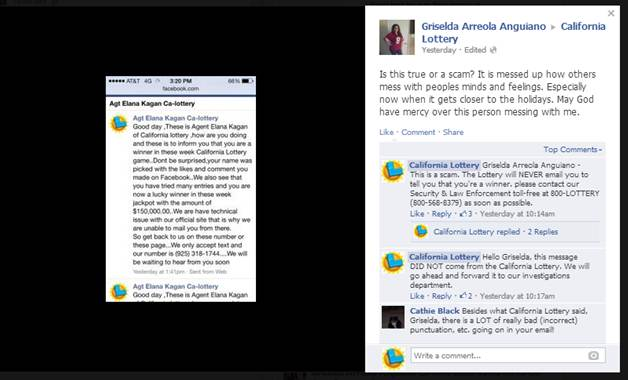 AT&T 4G 3:20 PM 66%
facebook.com
Agt Elana Kagan Ca-lottery
Agt Elana Kagan Ca-lottery
Good day ,These is Agent Elana Kagan
of California lottery ,how are you doing
and these is to inform you that you are a
winner in these week California Lottery
game..Dont be surprised,your name was
picked with the likes and comment you
made on Facebook..We also see that
you have tried many entries and you are
now a lucky winner in these week
jackpot with the amount of
$150,000.00..We are have technical
issue with our official site that is why we
are unable to mail you from there.
So get back to us on these number or
these page...We only accept text and
our number is (925) 318-1744....We will
be waiting to hear from you soon
Yesterday at 1:41pm · Sent from Web
Agt Elana Kagan Ca-lottery
Good day ,These is Agent Elana Kagan
of California lottery ,how are you doing
Griselda Arreola Anguiano ▸ California
Lottery
Yesterday · Edited
Is this true or a scam? It is messed up how others
mess with peoples minds and feelings. Especially
now when it gets closer to the holidays. May God
have mercy over this person messing with me.
Like · Comment · Share
Top Comments
California Lottery Griselda Arreola Anguiano -
This is a scam. The Lottery will NEVER email you to
tell you that you're a winner. please contact our
Security & Law Enforcement toll-free at 800-LOTTERY
(800-568-8379) as soon as possible.
Like · Reply · 3 · Yesterday at 10:14am
California Lottery replied · 2 Replies
California Lottery Hello Griselda, this message
DID NOT come from the California Lottery. We will
go ahead and forward it to our investigations
department.
Like · Reply · 2 · Yesterday at 10:17am
Cathie Black Besides what California Lottery said,
Griselda, there is a LOT of really bad (incorrect)
punctuation, etc. going on in your email!
Write a comment...